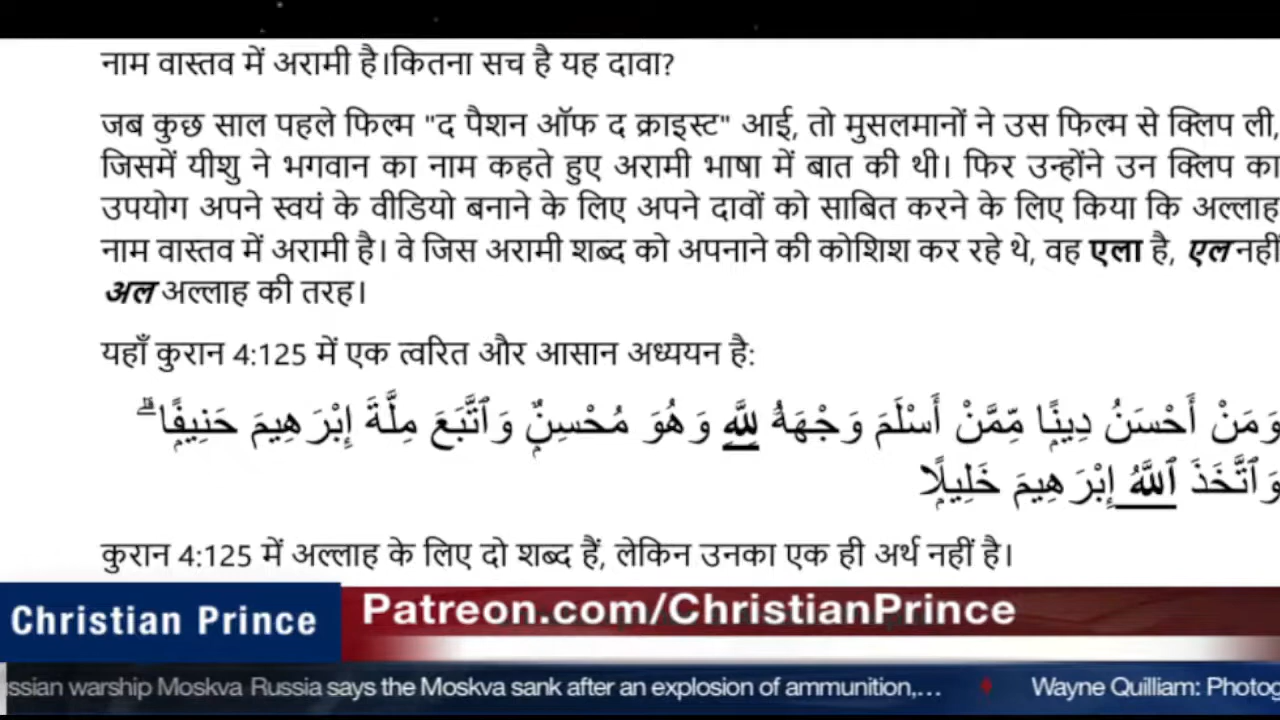 नाम वास्तव में अरामी है।कितना सच है यह दावा?
जब कुछ साल पहले फिल्म "द पैशन ऑफ द क्राइस्ट" आई, तो मुसलमानों ने उस फिल्म से क्लिप ली,
जिसमें यीशु ने भगवान का नाम कहते हुए अरामी भाषा में बात की थी। फिर उन्होंने उन क्लिप का
उपयोग अपने स्वयं के वीडियो बनाने के लिए अपने दावों को साबित करने के लिए किया कि अल्लाह
नाम वास्तव में अरामी है। वे जिस अरामी शब्द को अपनाने की कोशिश कर रहे थे, वह एला है, एल नहीं
अल अल्लाह की तरह।
यहाँ कुरान 4:125 में एक त्वरित और आसान अध्ययन है:
وَمَنْ أَحْسَنُ دِينًۭا مِّمَّنْ أَسْلَمَ وَجْهَهُۥ لِلَّهِ وَهُوَ مُحْسِنٌۭ وَٱتَّبَعَ مِلَّةَ إِبْرَهِيمَ حَنِيفًۭا ۗ
وَٱتَّخَذَ ٱللَّهُ إِبْرَهِيمَ خَلِيلًۭا
कुरान 4:125 में अल्लाह के लिए दो शब्द हैं, लेकिन उनका एक ही अर्थ नहीं है।
Christian Prince
Patreon.com/ChristianPrince
ssian warship Moskva Russia says the Moskva sank after an explosion of ammunition,... Wayne Quilliam: Photog